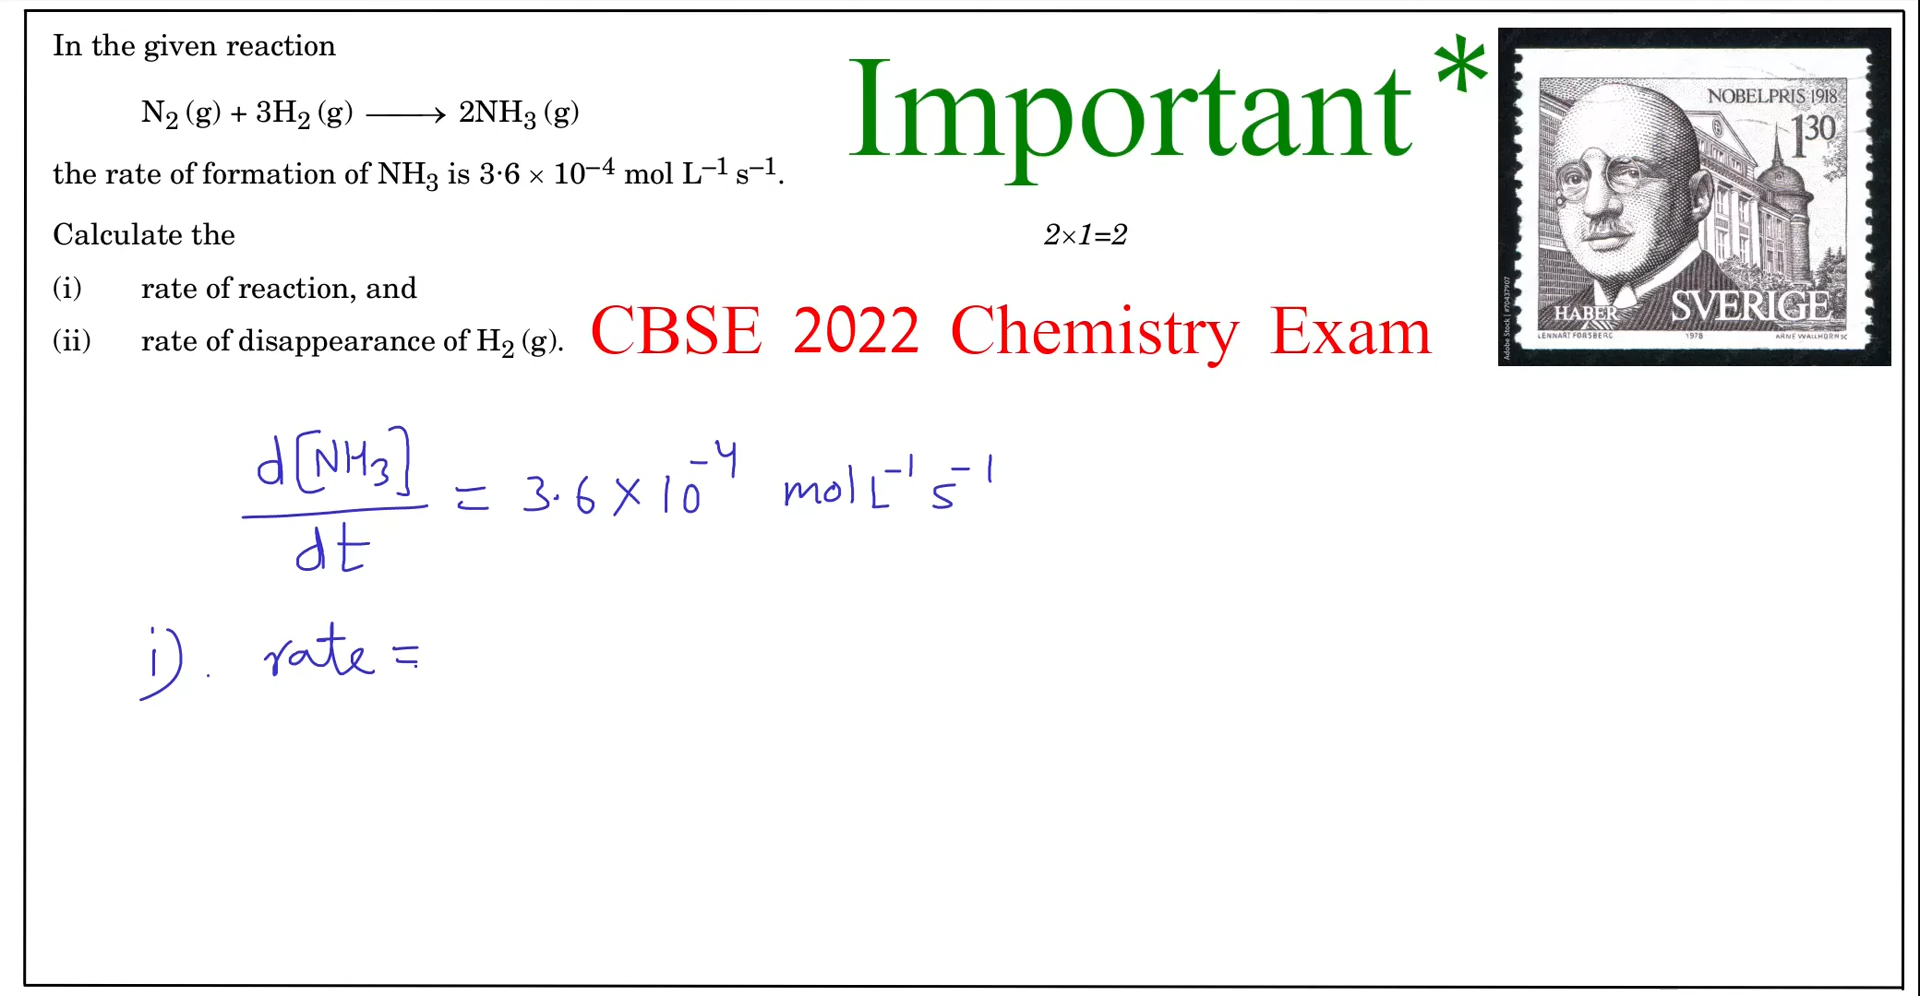 In the given reaction
N₂ (g) + 3H₂ (g) ⟶ 2NH₃ (g)
the rate of formation of NH₃ is 3·6 × 10⁻⁴ mol L⁻¹ s⁻¹.
Calculate the
2×1=2
(i) rate of reaction, and
(ii) rate of disappearance of H₂ (g).
Important *
CBSE 2022 Chemistry Exam
NOBELPRIS 1918
130
HABER
SVERIGE
LENNART FORSBERG 1978 ARNE WALLHORN SC
Adobe Stock | #70437907
d[NH₃]
= 3.6 × 10⁻⁴ mol L⁻¹ s⁻¹
dt
i). rate =